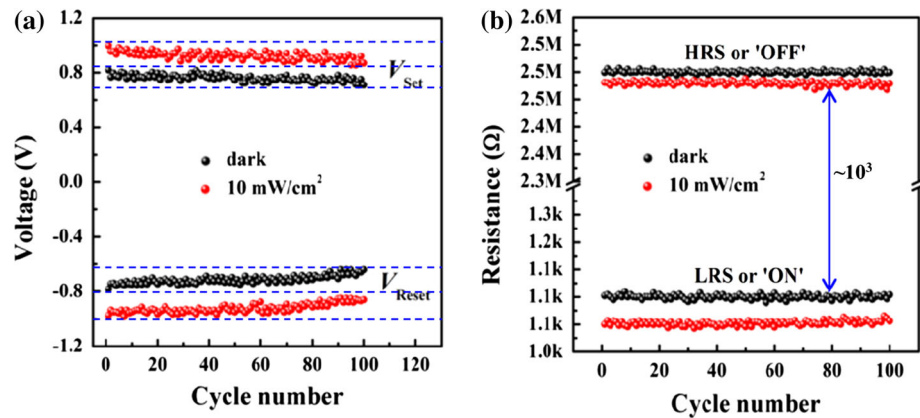 (a)
1.2
0.8
0.4
0.0
-0.4
-0.8
-1.2
Voltage (V)
V Set
dark
10 mW/cm²
V Reset
0 20 40 60 80 100
Cycle number
(b)
2.6M
2.5M
2.5M
2.4M
2.4M
2.3M
1.3k
1.2k
1.1k
1.1k
1.0k
Resistance (Ω)
HRS or 'OFF'
dark
10 mW/cm²
~10³
LRS or 'ON'
0 20 40 60 80 100
Cycle number